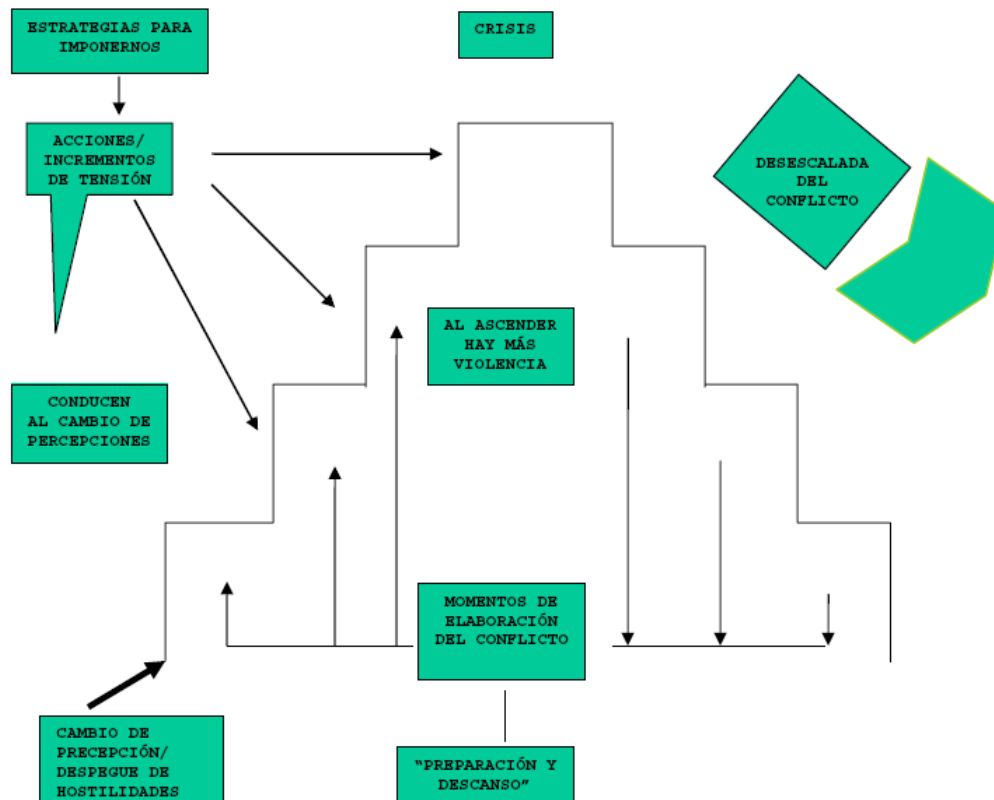 ESTRATEGIAS PARA
IMPONERNOS
CRISIS
ACCIONES/
INCREMENTOS
DE TENSIÓN
DESESCALADA
DEL
CONFLICTO
AL ASCENDER
HAY MÁS
VIOLENCIA
CONDUCEN
AL CAMBIO DE
PERCEPCIONES
MOMENTOS DE
ELABORACIÓN
DEL CONFLICTO
CAMBIO DE
PRECEPCIÓN/
DESPEGUE DE
HOSTILIDADES
“PREPARACIÓN Y
DESCANSO”